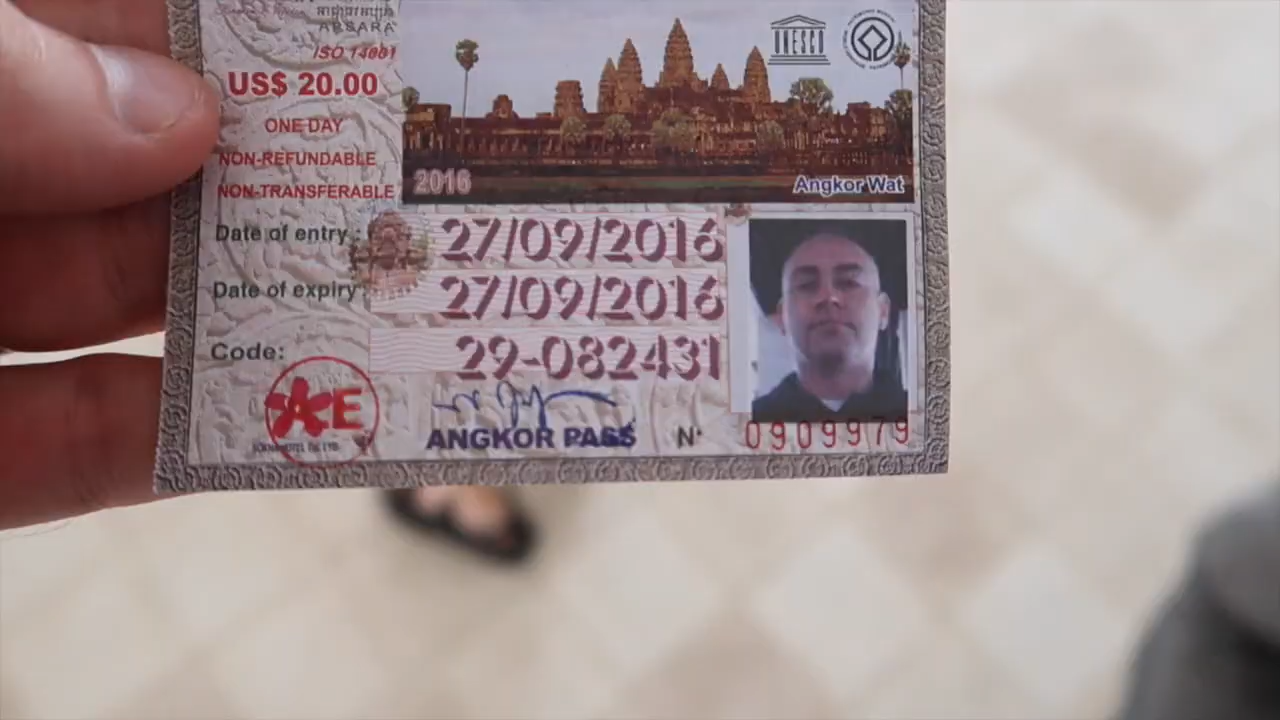 APSARA
ISO 14001
US$ 20.00
ONE DAY
NON-REFUNDABLE
NON-TRANSFERABLE
UNESCO
2016
Angkor Wat
Date of entry :
27/09/2016
Date of expiry:
27/09/2016
Code:
29-082431
ACE
ANGKOR PASS
N°
0909979